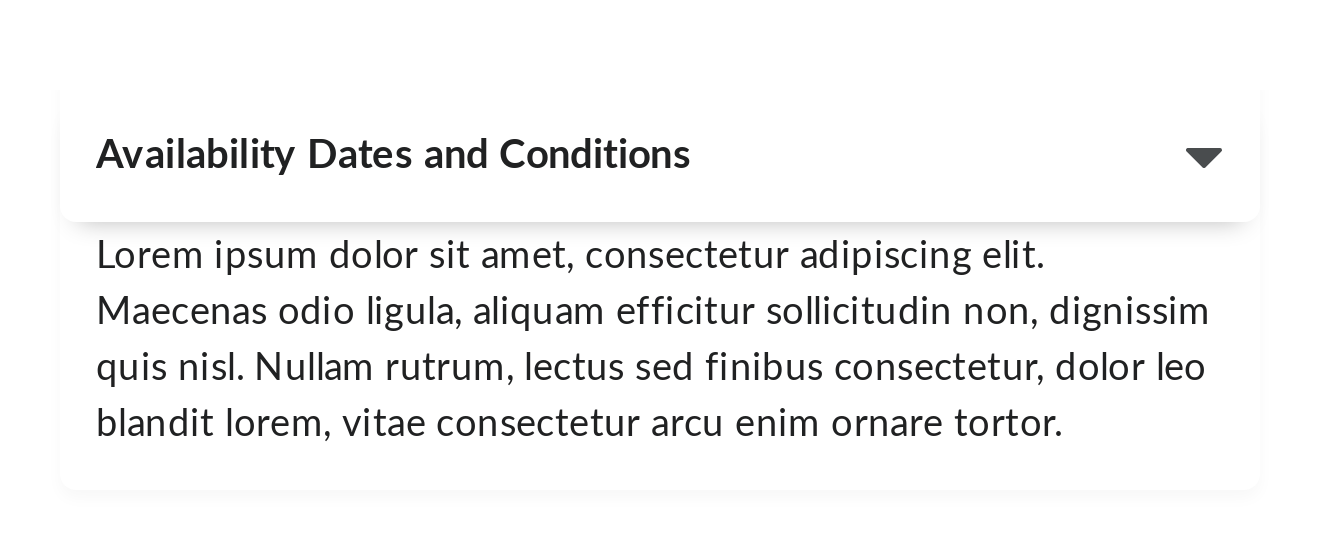 Availability Dates and Conditions
Lorem ipsum dolor sit amet, consectetur adipiscing elit.
Maecenas odio ligula, aliquam efficitur sollicitudin non, dignissim
quis nisl. Nullam rutrum, lectus sed finibus consectetur, dolor leo
blandit lorem, vitae consectetur arcu enim ornare tortor.